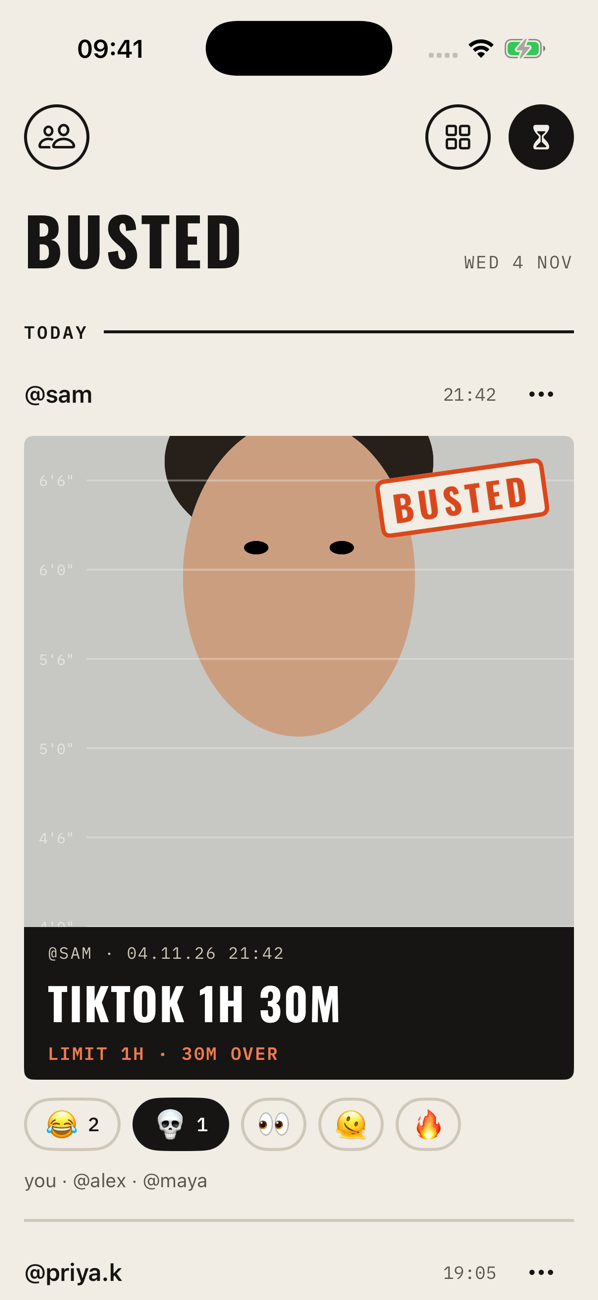 09:41
BUSTED
WED 4 NOV
TODAY
@sam
21:42
6'6"
BUSTED
6'0"
5'6"
5'0"
4'6"
@SAM · 04.11.26 21:42
TIKTOK 1H 30M
LIMIT 1H · 30M OVER
2
1
you · @alex · @maya
@priya.k
19:05